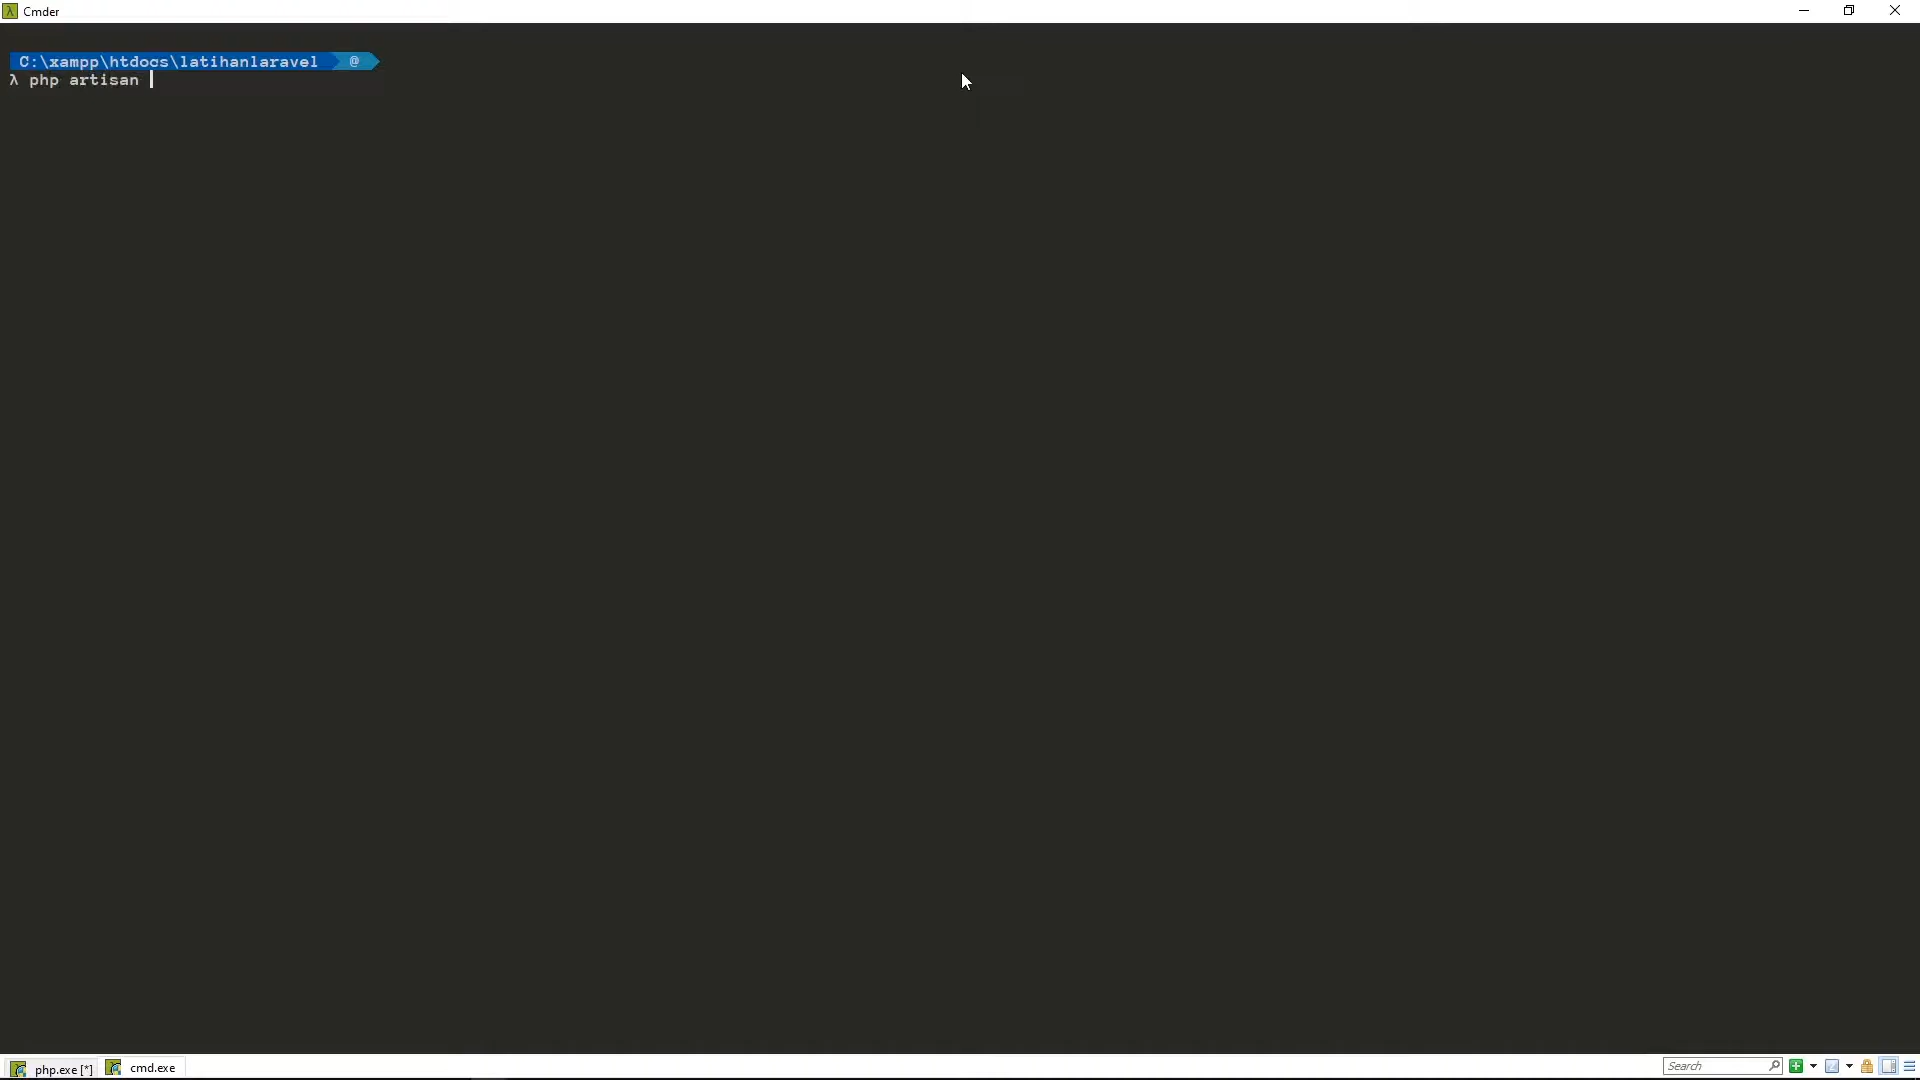 Cmder
C:\xampp\htdocs\latihanlaravel @
λ php artisan
php.exe [*] cmd.exe Search